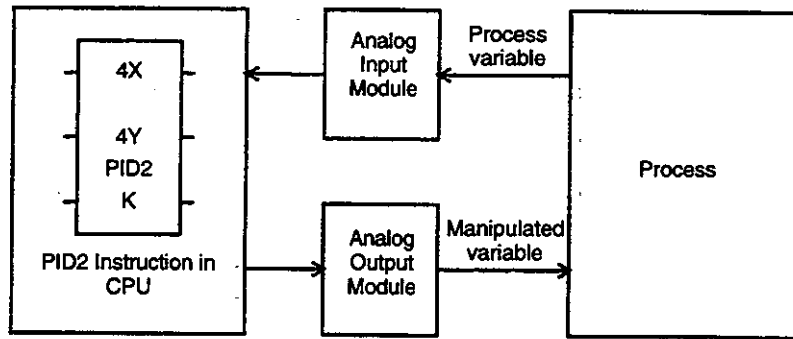 4X
4Y
PID2
K
PID2 Instruction in
CPU
Analog
Input
Module
Process
variable
Analog
Output
Module
Manipulated
variable
Process